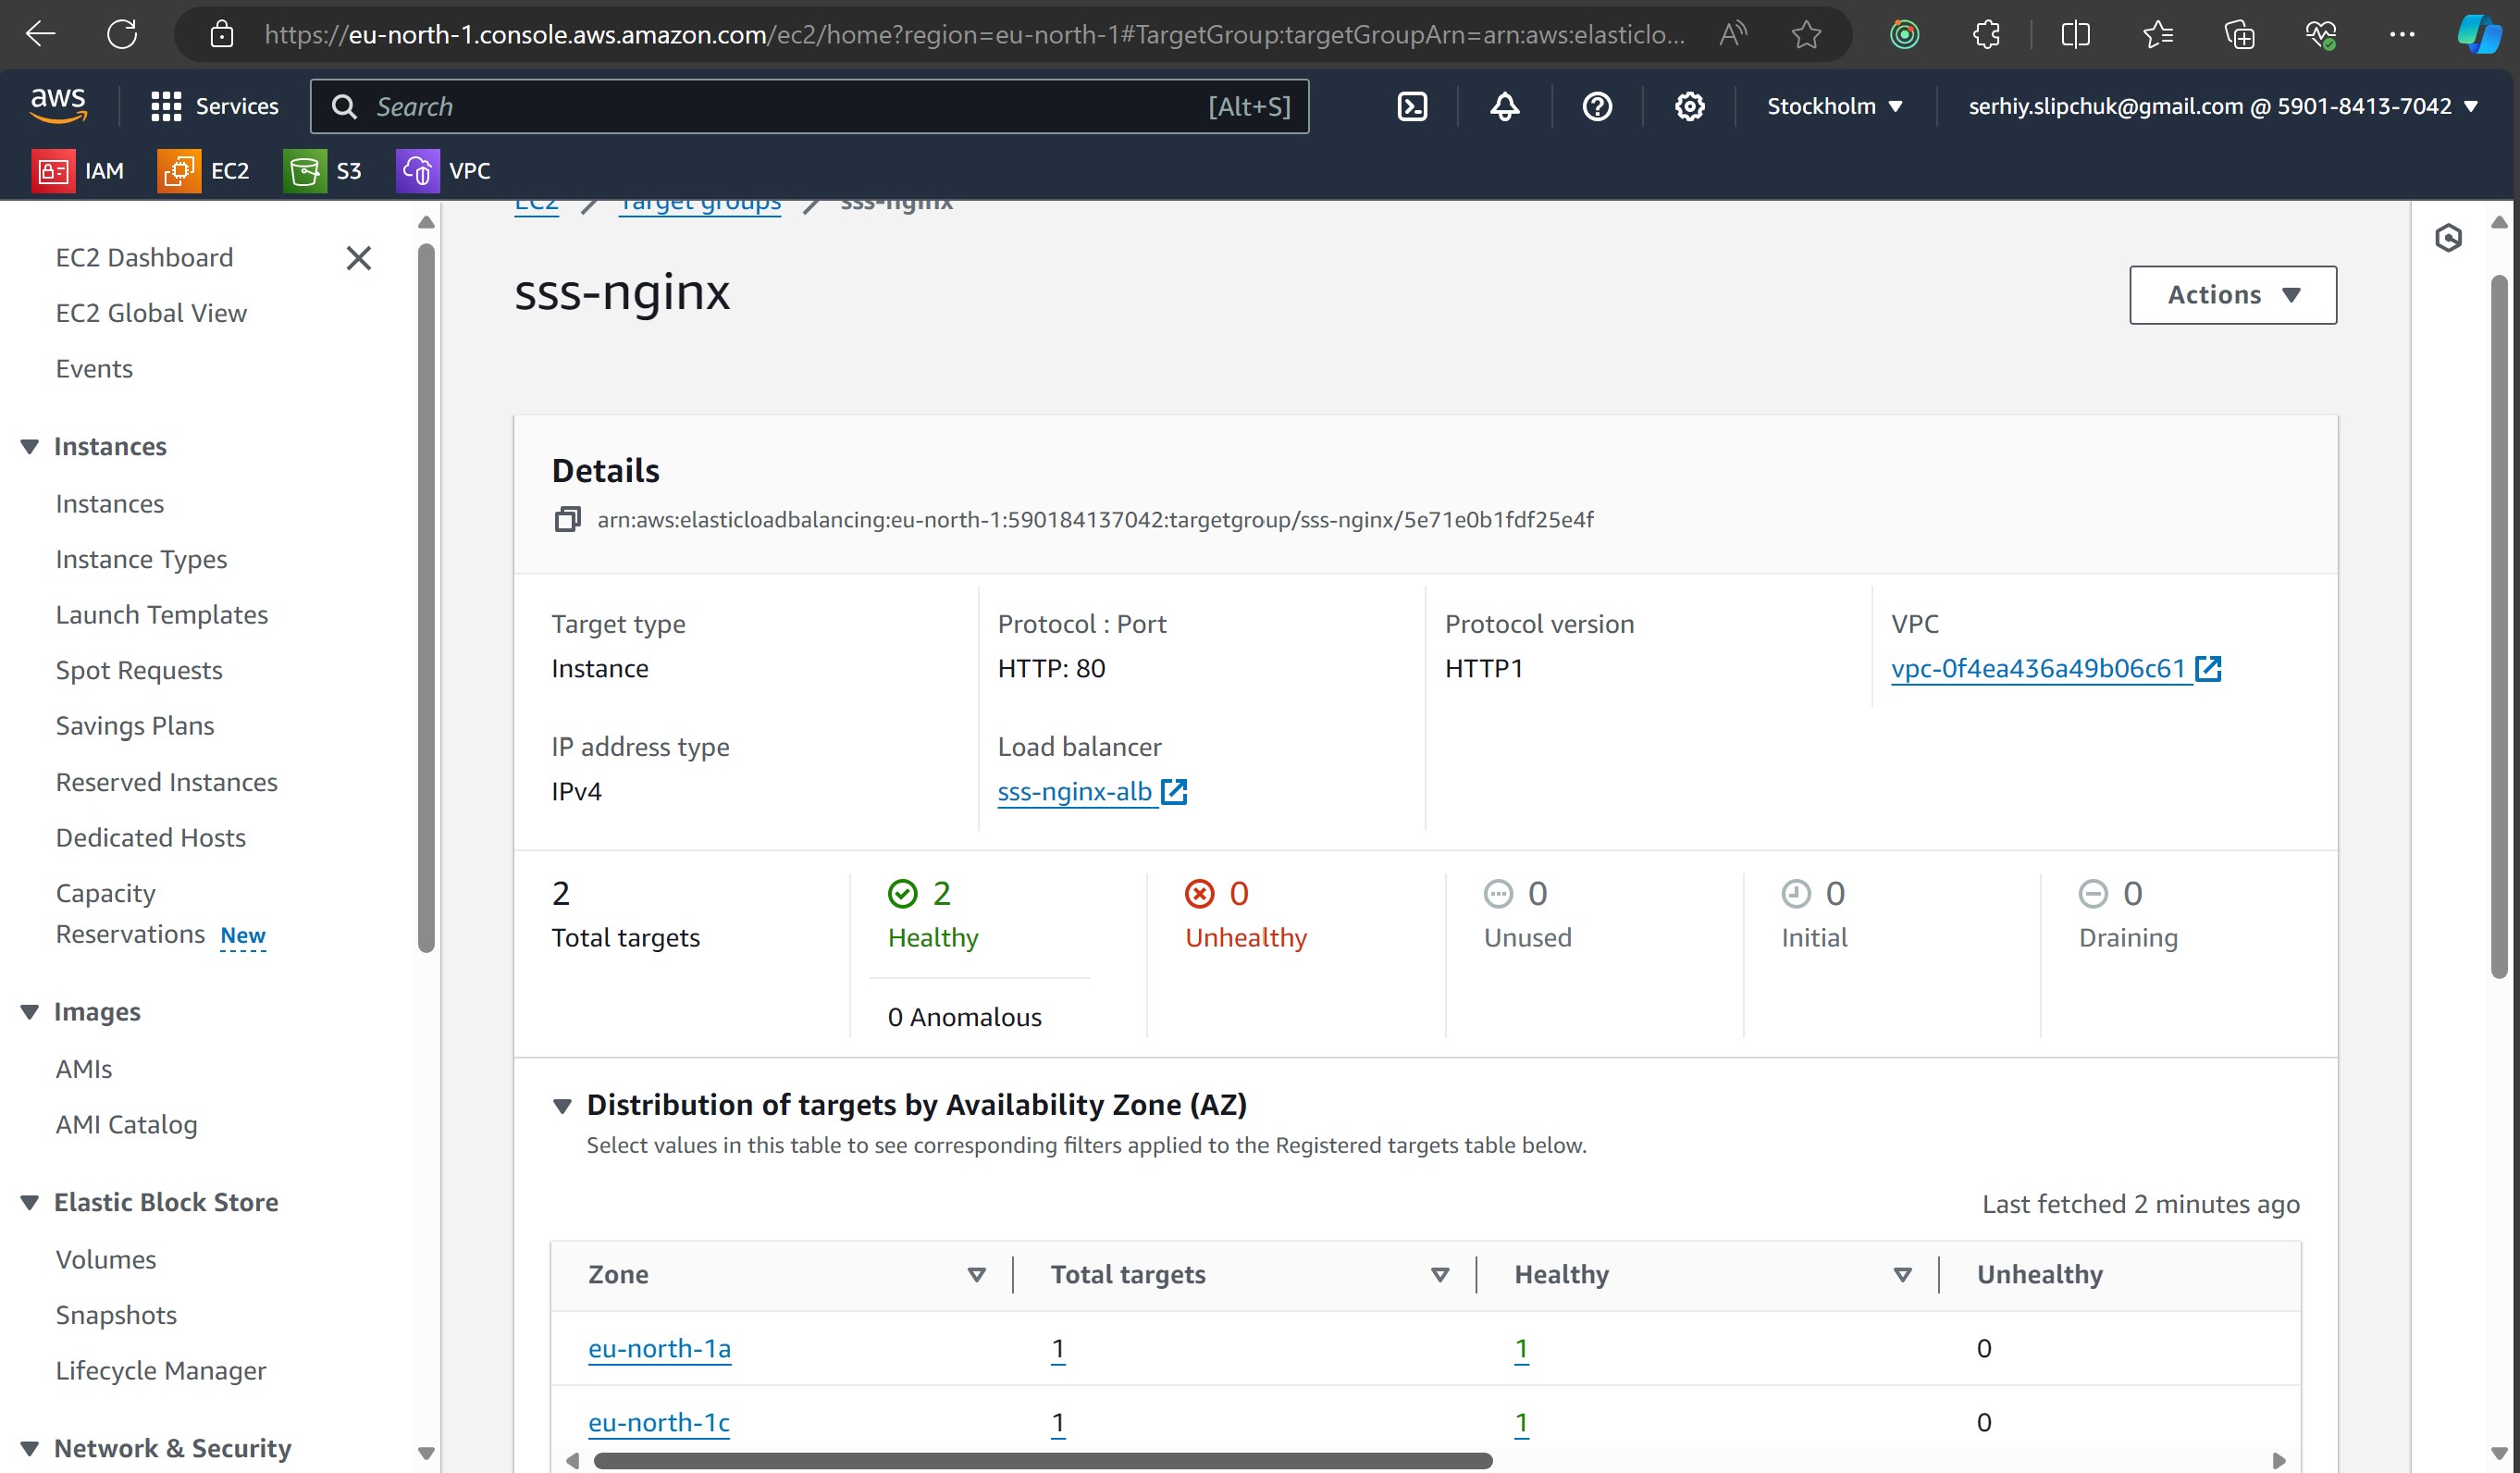 https://eu-north-1.console.aws.amazon.com/ec2/home?region=eu-north-1#TargetGroup:targetGroupArn=arn:aws:elasticlo...
aws
Services
Search
[Alt+S]
Stockholm
serhiy.slipchuk@gmail.com @ 5901-8413-7042
IAM
EC2
S3
VPC
EC2 Target groups sss-nginx
EC2 Dashboard
EC2 Global View
Events
Instances
Instances
Instance Types
Launch Templates
Spot Requests
Savings Plans
Reserved Instances
Dedicated Hosts
Capacity
Reservations New
Images
AMIs
AMI Catalog
Elastic Block Store
Volumes
Snapshots
Lifecycle Manager
Network & Security
sss-nginx
Actions
Details
arn:aws:elasticloadbalancing:eu-north-1:590184137042:targetgroup/sss-nginx/5e71e0b1fdf25e4f
Target type
Instance
Protocol : Port
HTTP: 80
Protocol version
HTTP1
VPC
vpc-0f4ea436a49b06c61
IP address type
IPv4
Load balancer
sss-nginx-alb
2
Total targets
2
Healthy
0 Anomalous
0
Unhealthy
0
Unused
0
Initial
0
Draining
Distribution of targets by Availability Zone (AZ)
Select values in this table to see corresponding filters applied to the Registered targets table below.
Last fetched 2 minutes ago
Zone Total targets Healthy Unhealthy
eu-north-1a 1 1 0
eu-north-1c 1 1 0